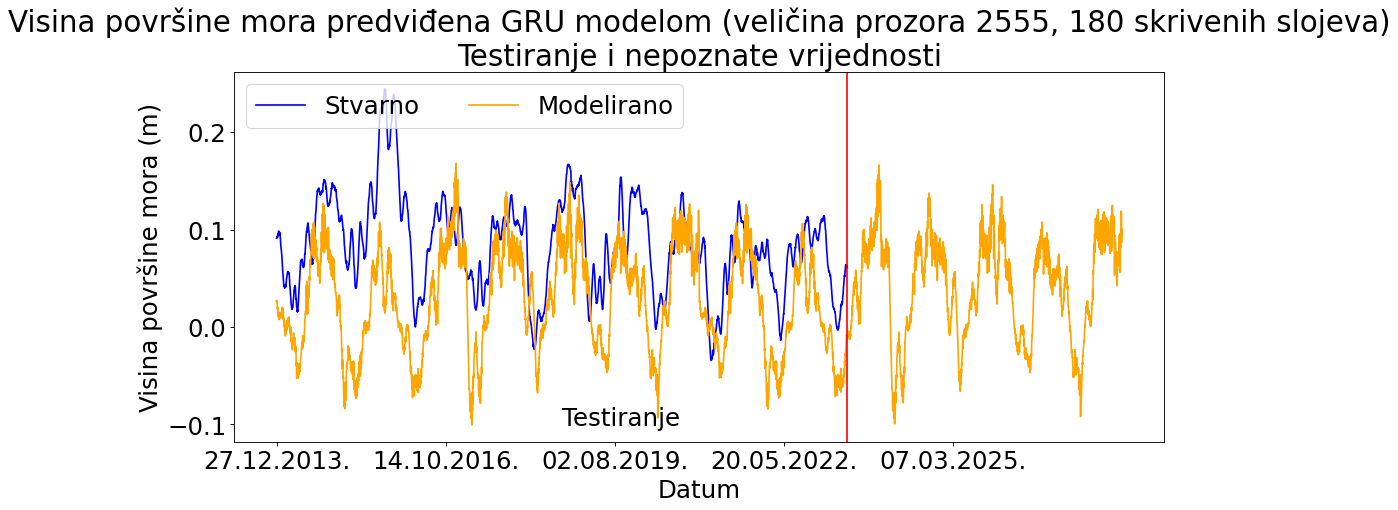 Visina površine mora predviđena GRU modelom (veličina prozora 2555, 180 skrivenih slojeva)
Testiranje i nepoznate vrijednosti
Stvarno Modelirano
Visina površine mora (m)
0.2
0.1
0.0
−0.1
Testiranje
27.12.2013. 14.10.2016. 02.08.2019. 20.05.2022. 07.03.2025.
Datum